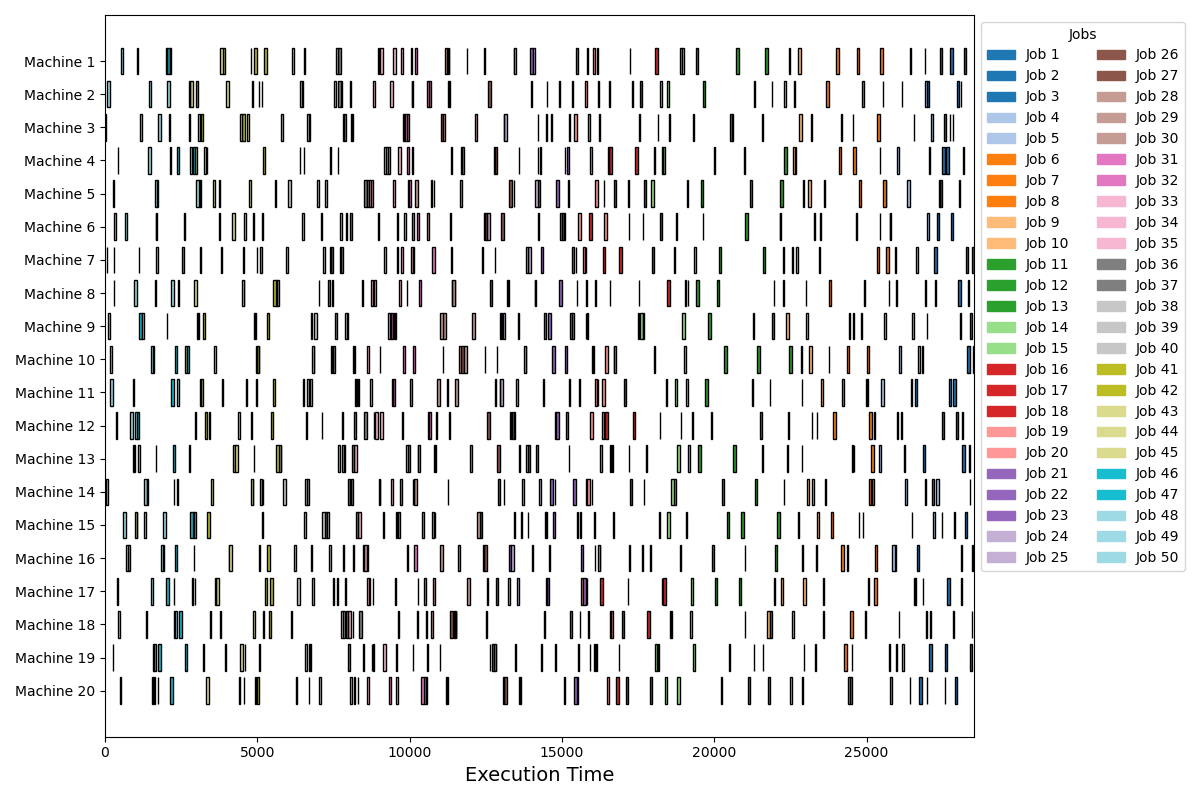 Machine 1
Machine 2
Machine 3
Machine 4
Machine 5
Machine 6
Machine 7
Machine 8
Machine 9
Machine 10
Machine 11
Machine 12
Machine 13
Machine 14
Machine 15
Machine 16
Machine 17
Machine 18
Machine 19
Machine 20
0 5000 10000 15000 20000 25000
Execution Time
Jobs
Job 1
Job 2
Job 3
Job 4
Job 5
Job 6
Job 7
Job 8
Job 9
Job 10
Job 11
Job 12
Job 13
Job 14
Job 15
Job 16
Job 17
Job 18
Job 19
Job 20
Job 21
Job 22
Job 23
Job 24
Job 25
Job 26
Job 27
Job 28
Job 29
Job 30
Job 31
Job 32
Job 33
Job 34
Job 35
Job 36
Job 37
Job 38
Job 39
Job 40
Job 41
Job 42
Job 43
Job 44
Job 45
Job 46
Job 47
Job 48
Job 49
Job 50